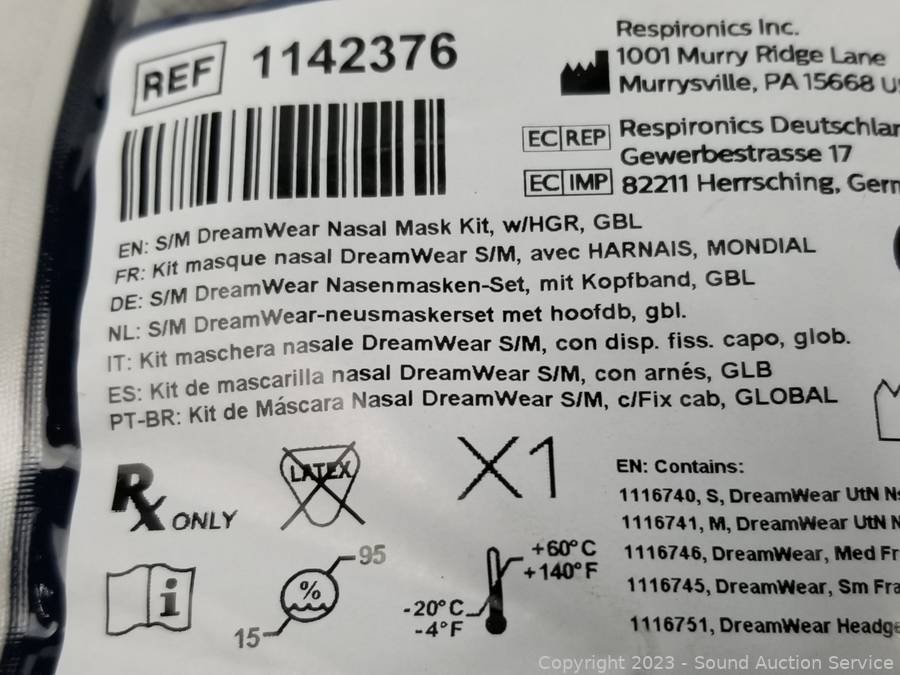 REF 1142376
Respironics Inc.
1001 Murry Ridge Lane
Murrysville, PA 15668
EC REP Respironics
Gewerbestrasse 17
EC IMP 82211 Herrsching,
EN: S/M DreamWear Nasal Mask Kit, w/HGR, GBL
FR: Kit masque nasal DreamWear S/M, avec HARNAIS, MONDIAL
DE: S/M DreamWear Nasenmasken-Set, mit Kopfband, GBL
NL: S/M DreamWear-neusmaskerset met hoofdb, gbl.
IT: Kit maschera nasale DreamWear S/M, con disp. fiss. capo, glob.
ES: Kit de mascarilla nasal DreamWear S/M, con arnés, GLB
PT-BR: Kit de Máscara Nasal DreamWear S/M, c/Fix cab, GLOBAL
Rx ONLY
LATEX
X1
EN: Contains:
1116740, S, DreamWear UtN
1116741, M, DreamWear UtN
1116746, DreamWear, Med
1116745, DreamWear, Sm
1116751, DreamWear
i
%
95
15
+60°C
+140°F
-20°C
-4°F
Copyright 2023 - Sound Auction Service